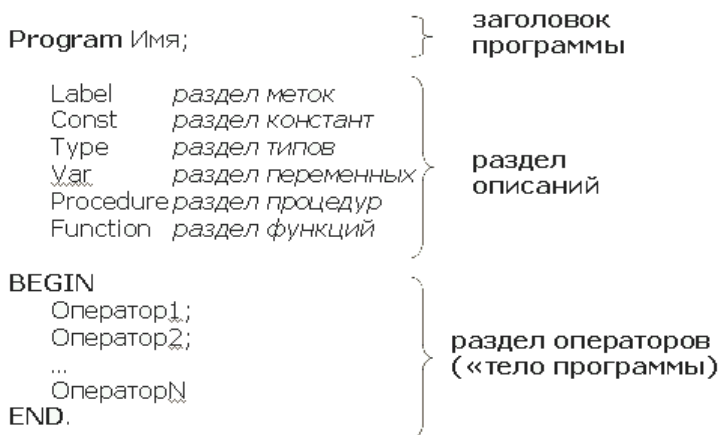 Program Имя;
заголовок
программы
Label раздел меток
Const раздел констант
Type раздел типов
Var раздел переменных
Procedure раздел процедур
Function раздел функций
раздел
описаний
BEGIN
Оператор1;
Оператор2;
...
ОператорN
END.
раздел операторов
(«тело программы)